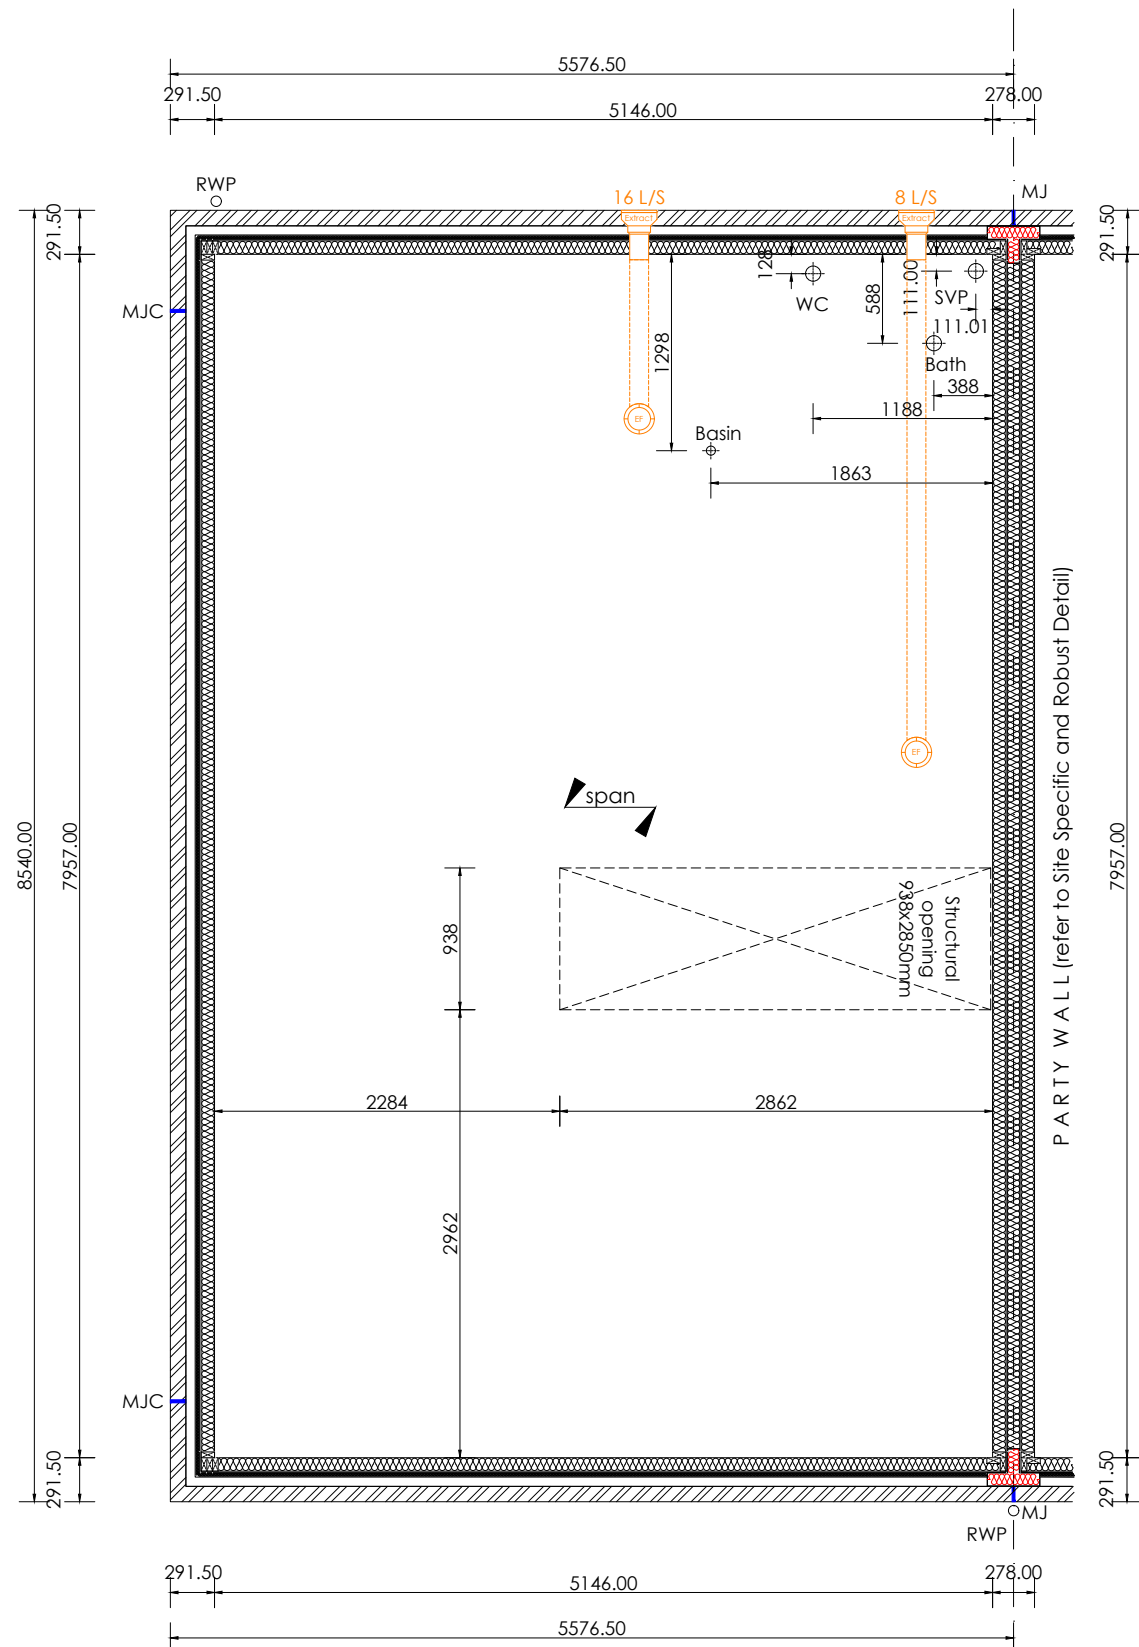 5576.50
291.50
5146.00
278.00
RWP
16 L/S
8 L/S
MJ
Extract
Extract
291.50
291.50
128
WC
111.00
SVP
588
111.01
MJC
1298
Bath
388
1188
EF
Basin
1863
EF
span
8540.00
7957.00
7957.00
PARTY WALL (refer to Site Specific and Robust Detail)
938
Structural
opening
938x2850mm
2284
2862
2962
MJC
291.50
291.50
MJ
RWP
291.50
5146.00
278.00
5576.50